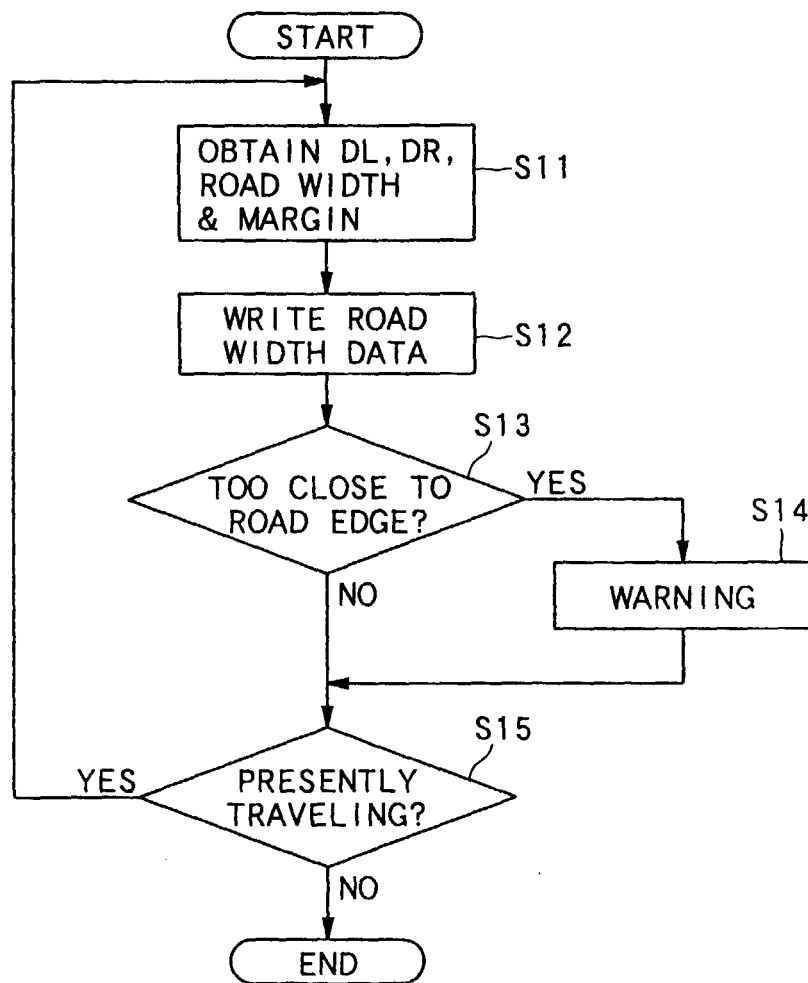 START
OBTAIN DL, DR,
ROAD WIDTH
& MARGIN
S11
WRITE ROAD
WIDTH DATA
S12
S13
TOO CLOSE TO
ROAD EDGE?
YES
S14
WARNING
NO
S15
YES
PRESENTLY
TRAVELING?
NO
END